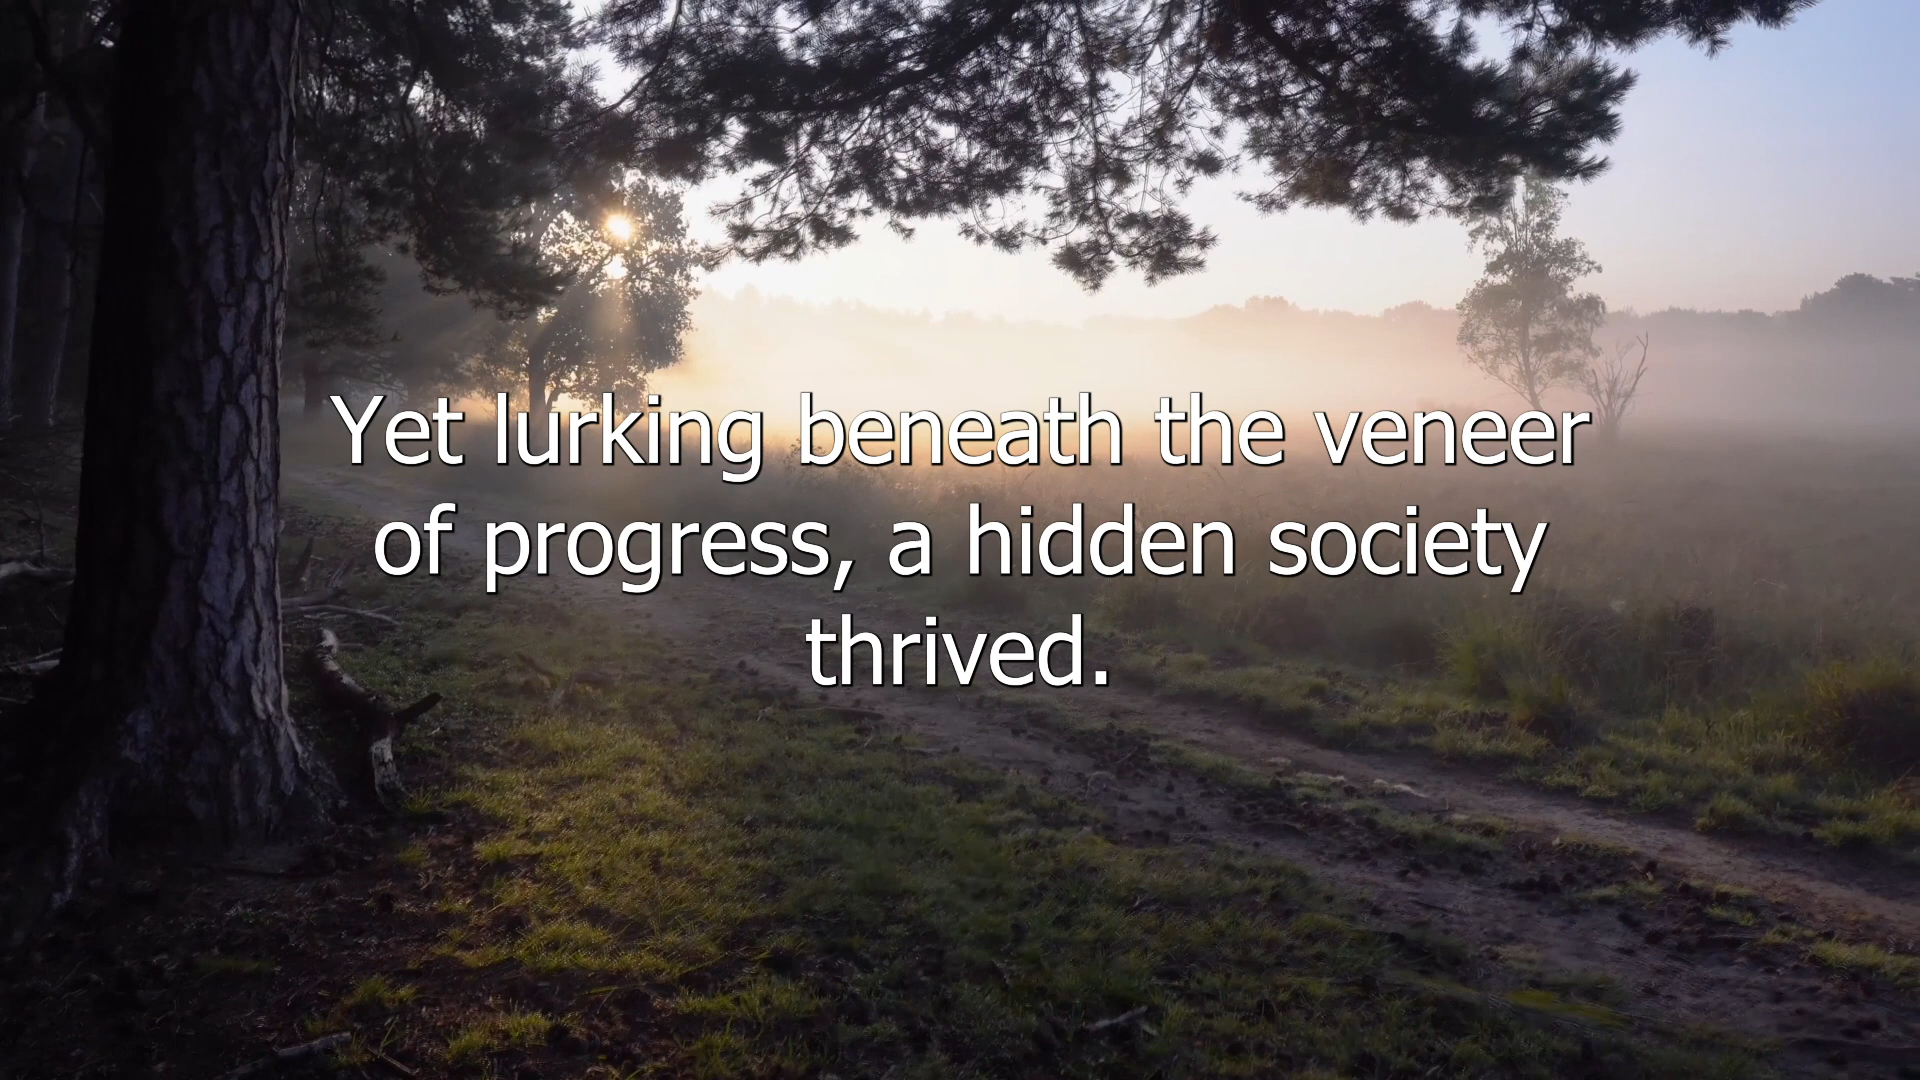 Yet lurking beneath the veneer
of progress, a hidden society
thrived.